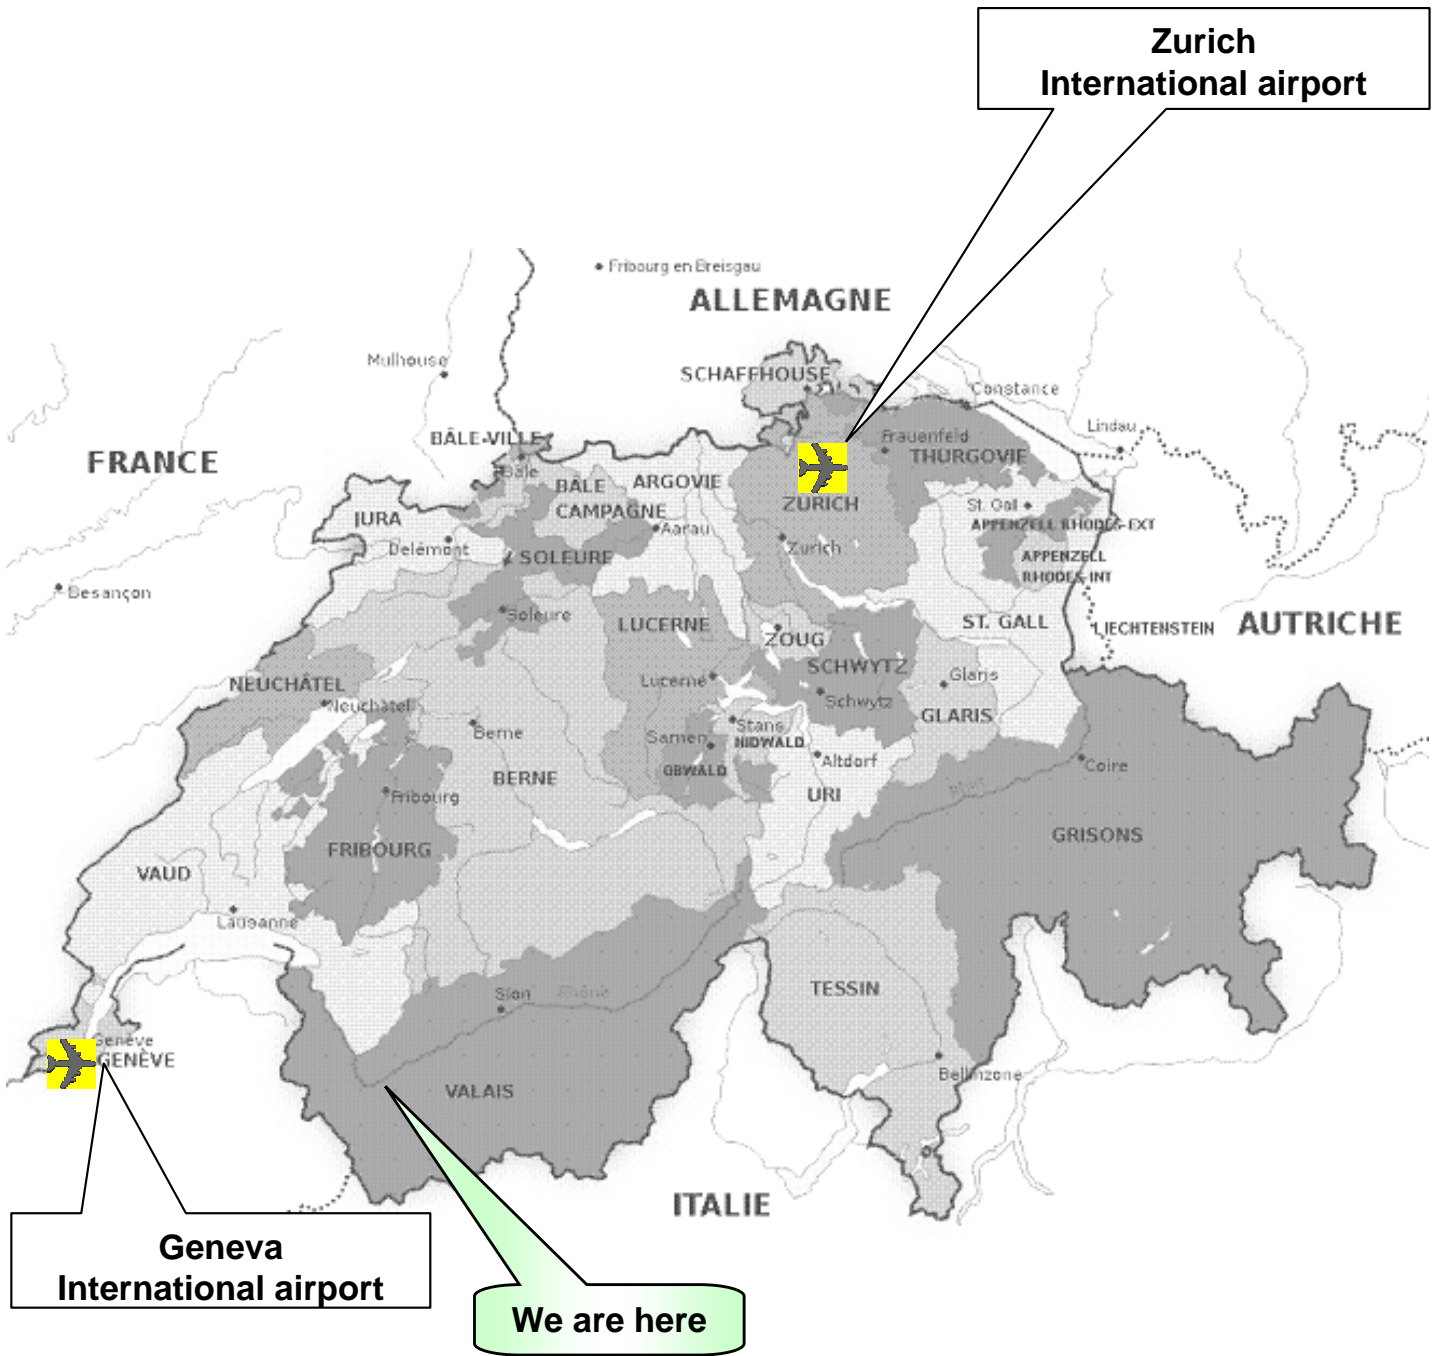 Zurich
International airport
Fribourg en Breisgau
ALLEMAGNE
Mulhouse
SCHAFFHOUSE
Constance
Lindau
FRANCE
BÂLE-VILLE
Bâle
Frauenfeld
THURGOVIE
BÂLE
CAMPAGNE
ARGOVIE
ZURICH
St. Gall
APPENZELL RHODES-EXT
JURA
Delémont
SOLEURE
Aarau
Zurich
APPENZELL
RHODES-INT
Besançon
Soleure
LUCERNE
ZOUG
ST. GALL
LIECHTENSTEIN
AUTRICHE
SCHWYTZ
NEUCHÂTEL
Neuchâtel
Lucerne
Schwytz
Glaris
GLARIS
Berne
Sarnen
Stans
NIDWALD
OBWALD
Altdorf
Coire
BERNE
Fribourg
URI
Rhin
GRISONS
FRIBOURG
VAUD
Lausanne
Sion
Rhône
TESSIN
Genève
GENÈVE
VALAIS
Bellinzone
ITALIE
Geneva
International airport
We are here